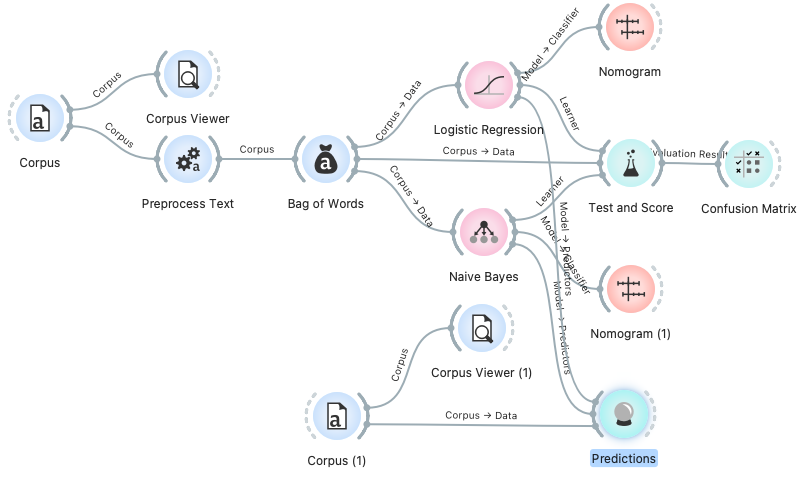 Model → Classifier
Nomogram
Corpus
Corpus Viewer
Corpus → Data
Logistic Regression
Learner
a
Corpus
Corpus
a
Preprocess Text
Corpus
a
Bag of Words
Corpus → Data
Evaluation Result
Test and Score
Confusion Matrix
Corpus → Data
Learner
Naive Bayes
Model → Predictors
Model → Classifier
Nomogram (1)
Model → Predictors
Corpus
Corpus Viewer (1)
a
Corpus (1)
Corpus → Data
Predictions